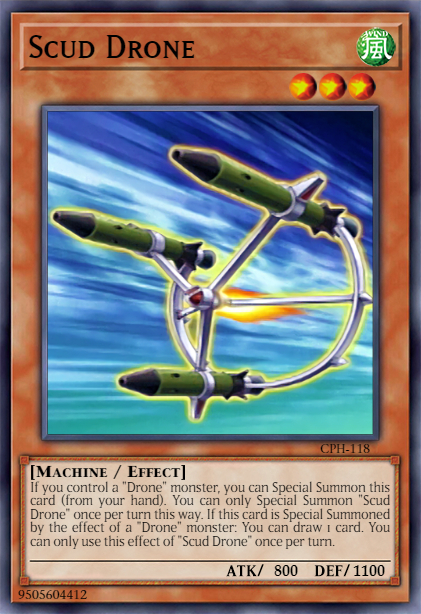 Scud Drone
WIND
風
CPH-118
[Machine / Effect]
If you control a "Drone" monster, you can Special Summon this
card (from your hand). You can only Special Summon "Scud
Drone" once per turn this way. If this card is Special Summoned
by the effect of a "Drone" monster: You can draw 1 card. You
can only use this effect of "Scud Drone" once per turn.
ATK/ 800 DEF/1100
9505604412